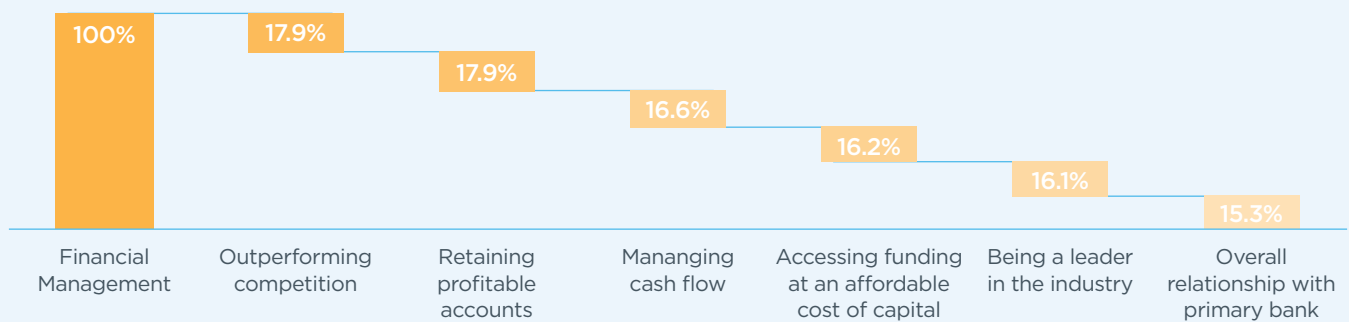 100%
17.9%
17.9%
16.6%
16.2%
16.1%
15.3%
Financial
Management
Outperforming
competition
Retaining
profitable
accounts
Mananging
cash flow
Accessing funding
at an affordable
cost of capital
Being a leader
in the industry
Overall
relationship with
primary bank